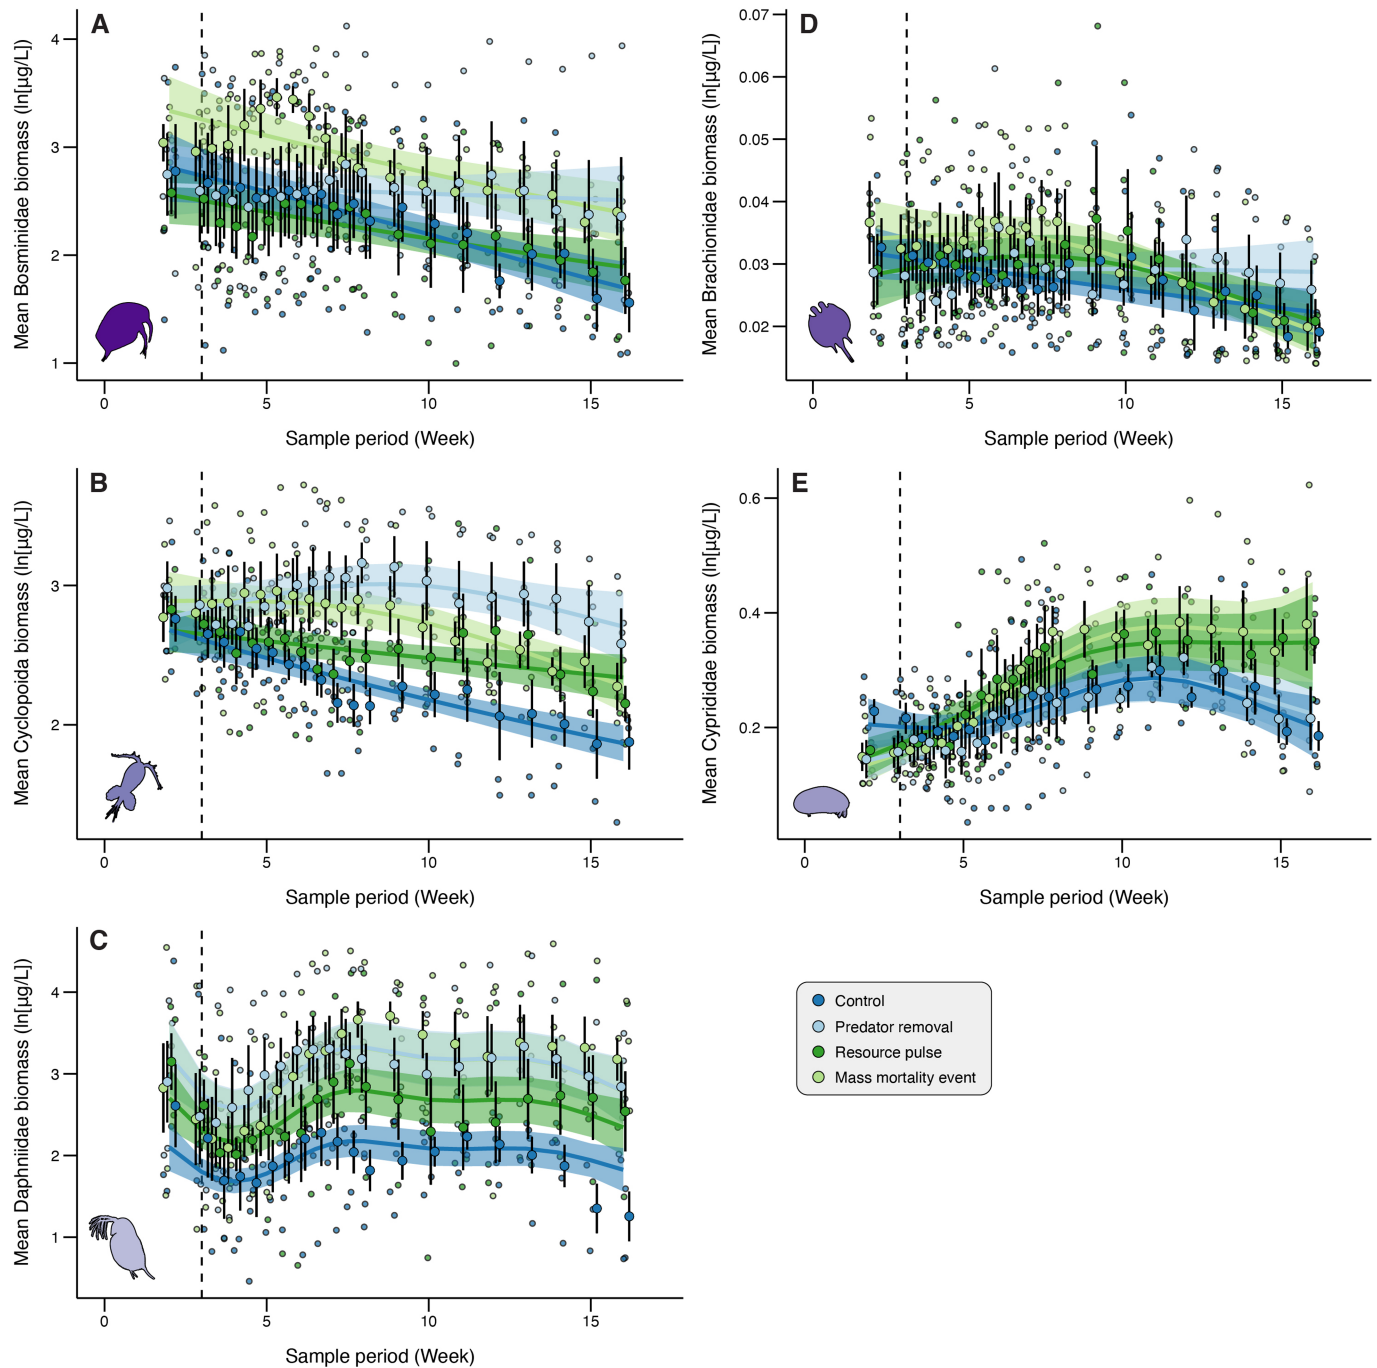 A
Mean Bosminidae biomass (ln[µg/L])
4
3
2
1
0
5
10
15
Sample period (Week)
D
Mean Brachionidae biomass (ln[µg/L])
0.07
0.06
0.05
0.04
0.03
0.02
0
5
10
15
Sample period (Week)
B
Mean Cyclopoida biomass (ln[µg/L])
3
2
0
5
10
15
Sample period (Week)
E
Mean Cyprididae biomass (ln[µg/L])
0.6
0.4
0.2
0
5
10
15
Sample period (Week)
C
Mean Daphniidae biomass (ln[µg/L])
4
3
2
1
0
5
10
15
Sample period (Week)
Control
Predator removal
Resource pulse
Mass mortality event